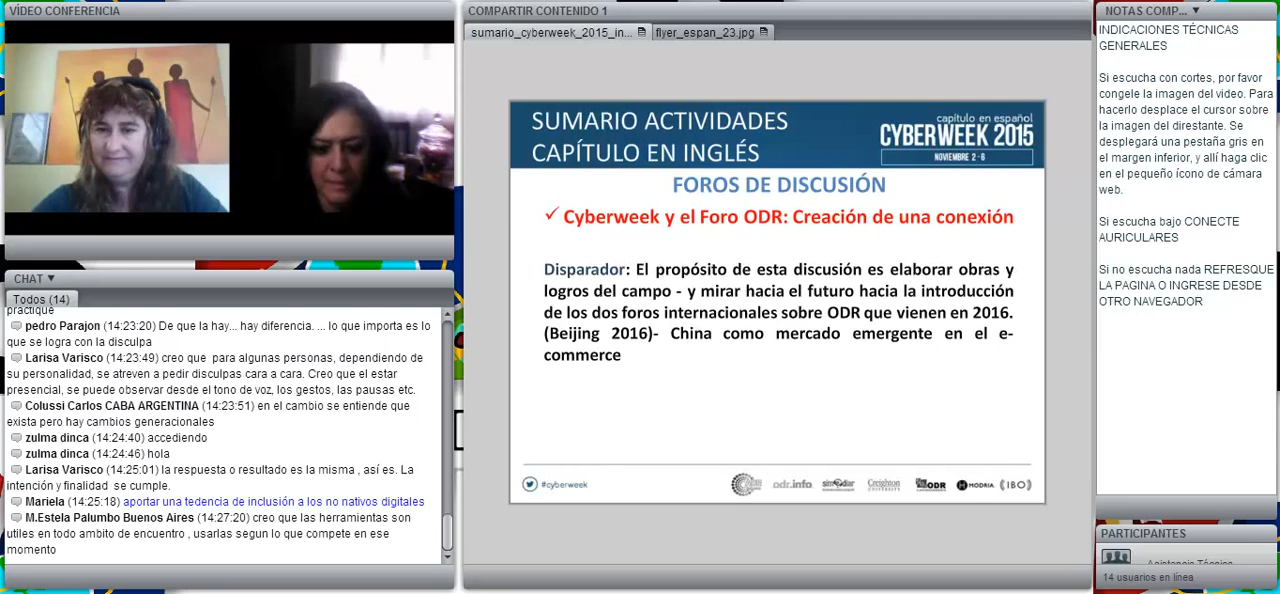 VÍDEO CONFERENCIA
CHAT
Todos (14)
practique
pedro Parajon (14:23:20) De que la hay... hay diferencia. ... lo que importa es lo
que se logra con la disculpa
Larisa Varisco (14:23:49) creo que para algunas personas, dependiendo de
su personalidad, se atreven a pedir disculpas cara a cara. Creo que el estar
presencial, se puede observar desde el tono de voz, los gestos, las pausas etc.
Colussi Carlos CABA ARGENTINA (14:23:51) en el cambio se entiende que
exista pero hay cambios generacionales
zulma dinca (14:24:40) accediendo
zulma dinca (14:24:46) hola
Larisa Varisco (14:25:01) la respuesta o resultado es la misma , así es. La
intención y finalidad se cumple.
Mariela (14:25:18) aportar una tedencia de inclusión a los no nativos digitales
M.Estela Palumbo Buenos Aires (14:27:20) creo que las herramientas son
utiles en todo ambito de encuentro , usarlas segun lo que compete en ese
momento
COMPARTIR CONTENIDO 1
sumario_cyberweek_2015_in... flyer_espan_23.jpg
SUMARIO ACTIVIDADES
CAPÍTULO EN INGLÉS
capítulo en español
CYBERWEEK 2015
NOVIEMBRE 2-6
FOROS DE DISCUSIÓN
✓ Cyberweek y el Foro ODR: Creación de una conexión
Disparador: El propósito de esta discusión es elaborar obras y
logros del campo - y mirar hacia el futuro hacia la introducción
de los dos foros internacionales sobre ODR que vienen en 2016.
(Beijing 2016)- China como mercado emergente en el e-
commerce
#cyberweek
odr.info Creighton ODR MODRIA (IBO)
NOTAS COMP...
INDICACIONES TÉCNICAS
GENERALES
Si escucha con cortes, por favor
congele la imagen del video. Para
hacerlo desplace el cursor sobre
la imagen del direstante. Se
desplegará una pestaña gris en
el margen inferior, y allí haga clic
en el pequeño ícono de cámara
web.
Si escucha bajo CONECTE
AURICULARES
Si no escucha nada REFRESQUE
LA PAGINA O INGRESE DESDE
OTRO NAVEGADOR
PARTICIPANTES
Asistencia Técnica
14 usuarios en línea